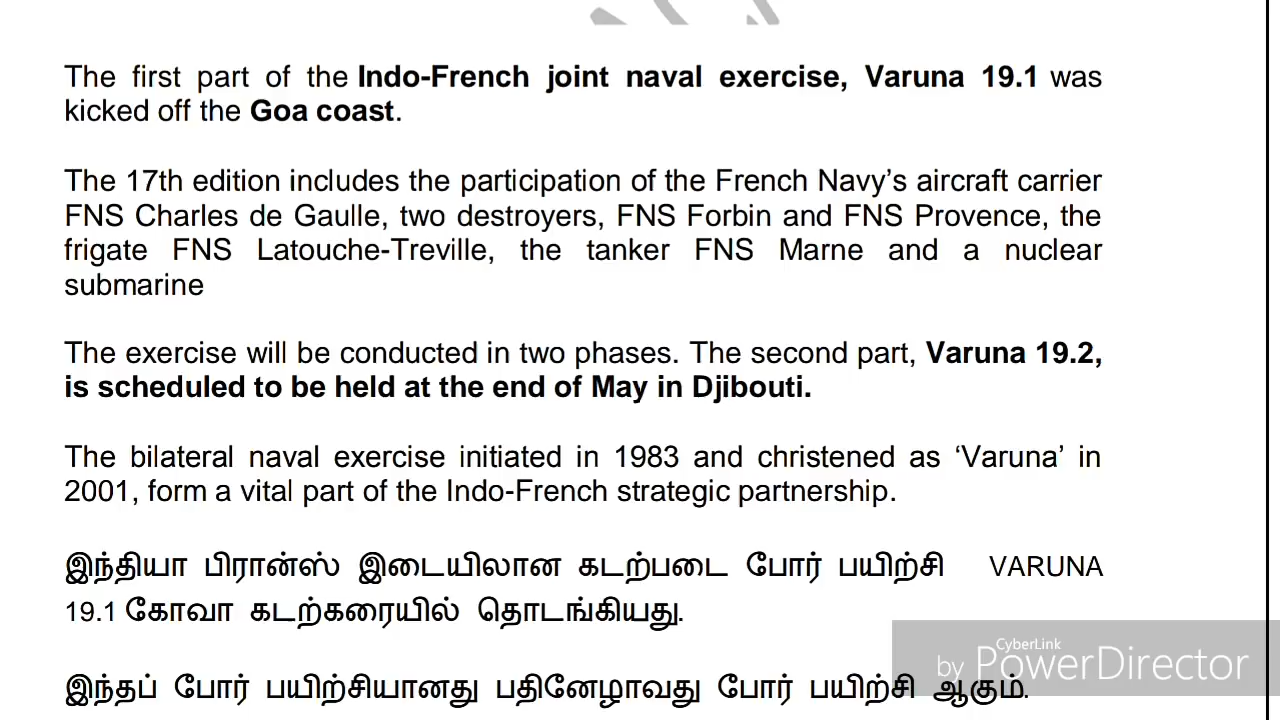 The first part of the Indo-French joint naval exercise, Varuna 19.1 was
kicked off the Goa coast.
The 17th edition includes the participation of the French Navy’s aircraft carrier
FNS Charles de Gaulle, two destroyers, FNS Forbin and FNS Provence, the
frigate FNS Latouche-Treville, the tanker FNS Marne and a nuclear
submarine
The exercise will be conducted in two phases. The second part, Varuna 19.2,
is scheduled to be held at the end of May in Djibouti.
The bilateral naval exercise initiated in 1983 and christened as ‘Varuna’ in
2001, form a vital part of the Indo-French strategic partnership.
இந்தியா பிரான்ஸ் இடையிலான கடற்படை போர் பயிற்சி VARUNA
19.1 கோவா கடற்கரையில் தொடங்கியது.
இந்தப் போர் பயிற்சியானது பதினேழாவது போர் பயிற்சி ஆகும்.
CyberLink
by PowerDirector